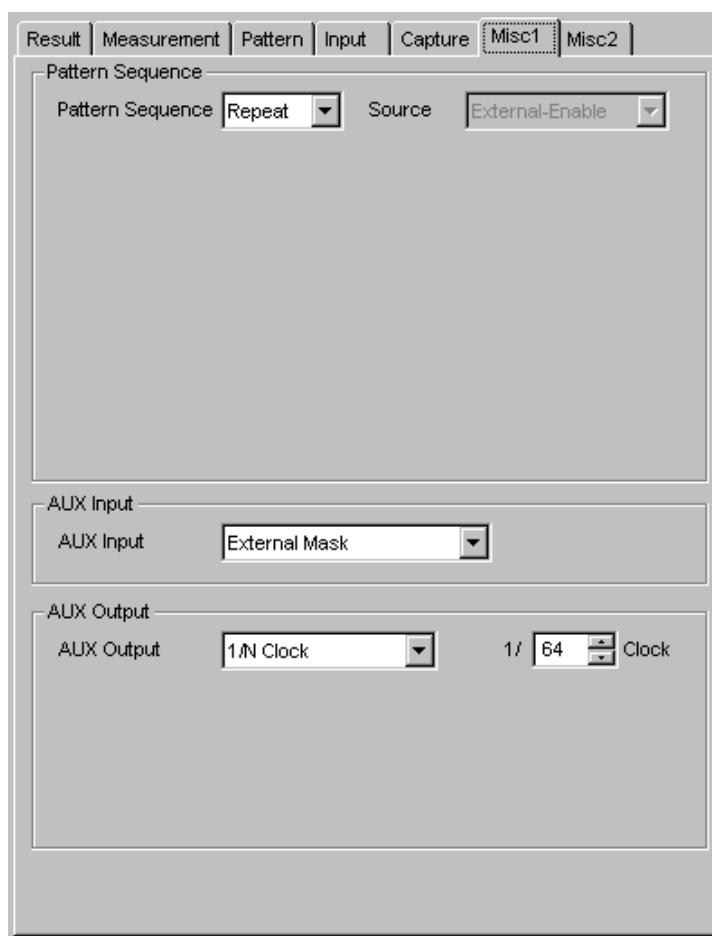 Result Measurement Pattern Input Capture Misc1 Misc2
Pattern Sequence
Pattern Sequence Repeat Source External-Enable
AUX Input
AUX Input External Mask
AUX Output
AUX Output 1/N Clock 1/ 64 Clock